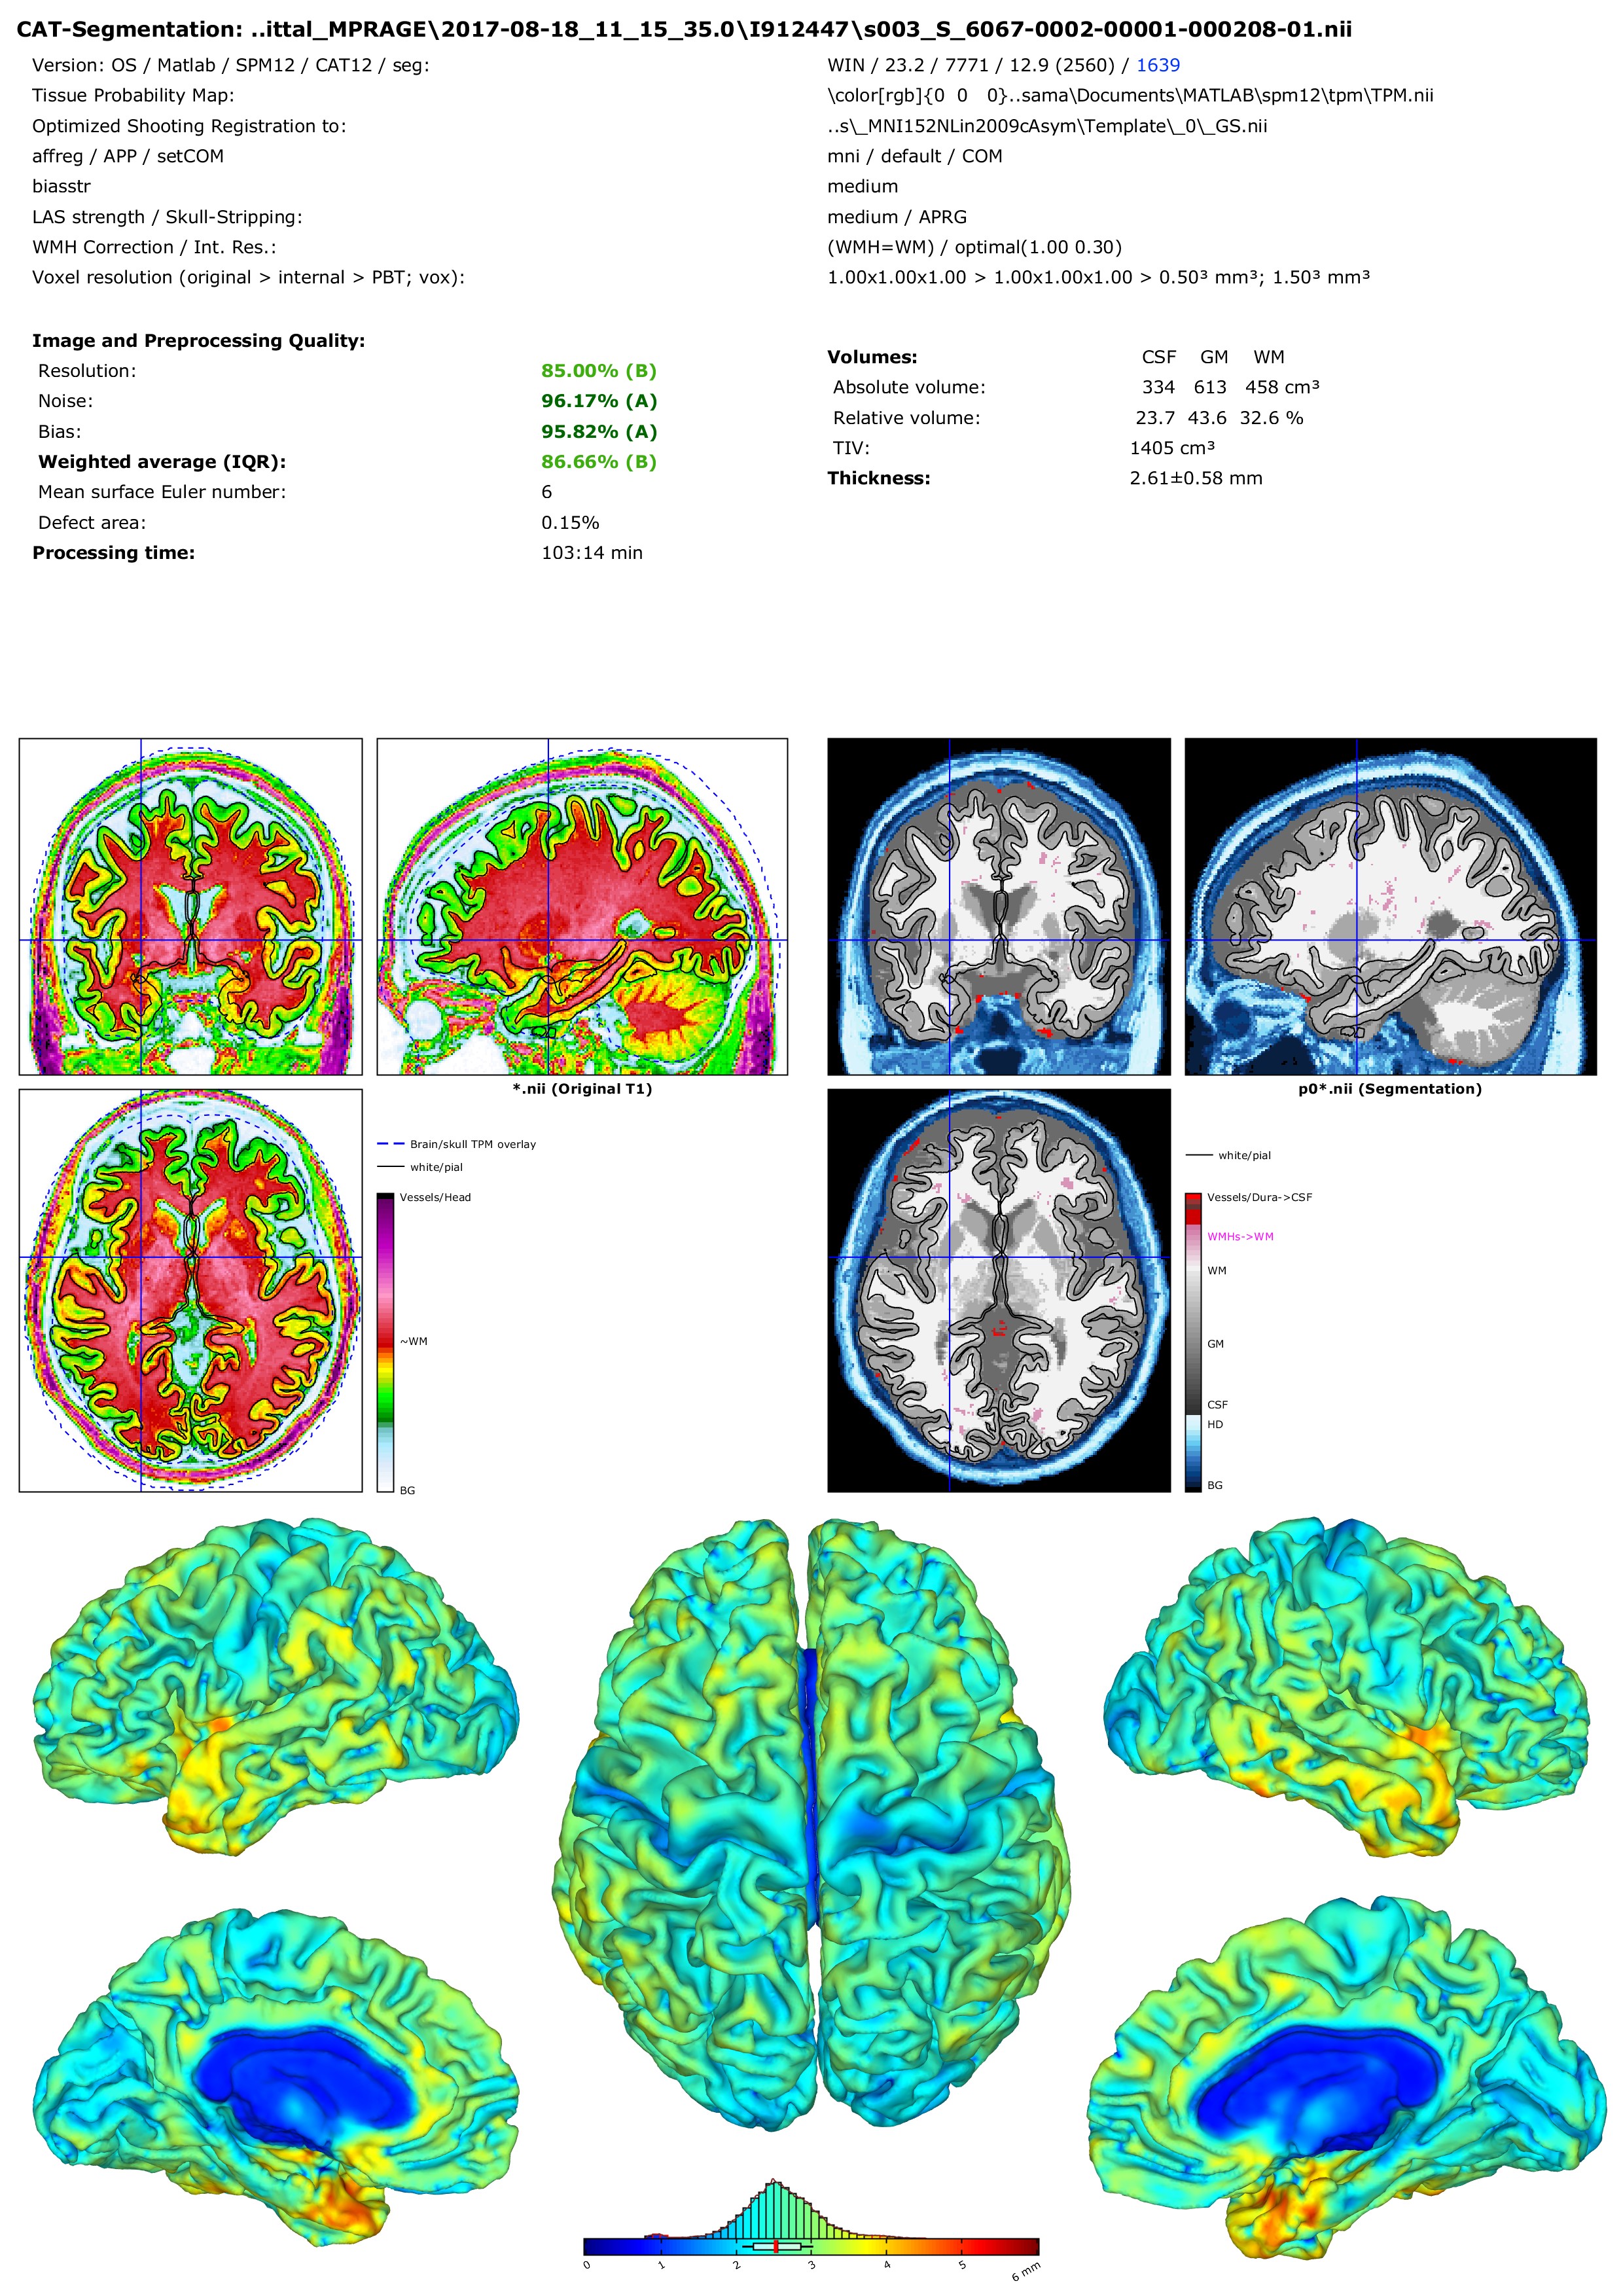 CAT-Segmentation: ..ittal_MPRAGE\2017-08-18_11_15_35.0\I912447\s003_S_6067-0002-00001-000208-01.nii
Version: OS / Matlab / SPM12 / CAT12 / seg: WIN / 23.2 / 7771 / 12.9 (2560) / 1639
Tissue Probability Map: \color[rgb]{0 0 0}..sama\Documents\MATLAB\spm12\tpm\TPM.nii
Optimized Shooting Registration to: ..s\_MNI152NLin2009cAsym\Template\_0\_GS.nii
affreg / APP / setCOM mni / default / COM
biasstr medium
LAS strength / Skull-Stripping: medium / APRG
WMH Correction / Int. Res.: (WMH=WM) / optimal(1.00 0.30)
Voxel resolution (original > internal > PBT; vox): 1.00x1.00x1.00 > 1.00x1.00x1.00 > 0.50³ mm³; 1.50³ mm³
Image and Preprocessing Quality:
Resolution: 85.00% (B)
Noise: 96.17% (A)
Bias: 95.82% (A)
Weighted average (IQR): 86.66% (B)
Mean surface Euler number: 6
Defect area: 0.15%
Processing time: 103:14 min
Volumes: CSF GM WM
Absolute volume: 334 613 458 cm³
Relative volume: 23.7 43.6 32.6 %
TIV: 1405 cm³
Thickness: 2.61±0.58 mm
*.nii (Original T1)
Brain/skull TPM overlay
white/pial
Vessels/Head
~WM
BG
p0*.nii (Segmentation)
white/pial
Vessels/Dura->CSF
WMHs->WM
WM
GM
CSF
HD
BG
0 1 2 3 4 5 6 mm